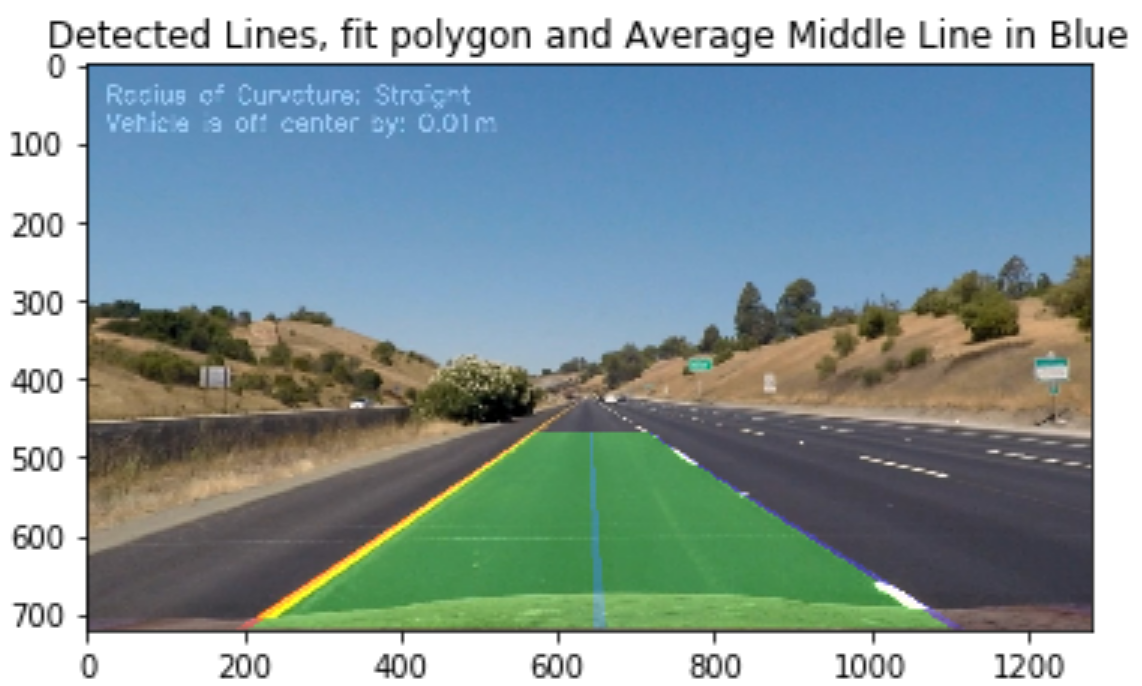 Detected Lines, fit polygon and Average Middle Line in Blue
Radius of Curvature: Straight
Vehicle is off center by: 0.01m
0
100
200
300
400
500
600
700
0 200 400 600 800 1000 1200